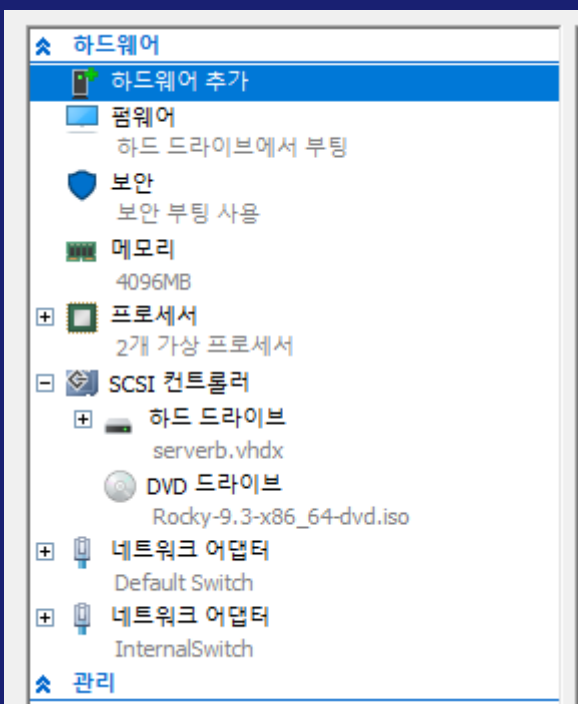 하드웨어
하드웨어 추가
펌웨어
하드 드라이브에서 부팅
보안
보안 부팅 사용
메모리
4096MB
프로세서
2개 가상 프로세서
SCSI 컨트롤러
하드 드라이브
serverb.vhdx
DVD 드라이브
Rocky-9.3-x86_64-dvd.iso
네트워크 어댑터
Default Switch
네트워크 어댑터
InternalSwitch
관리